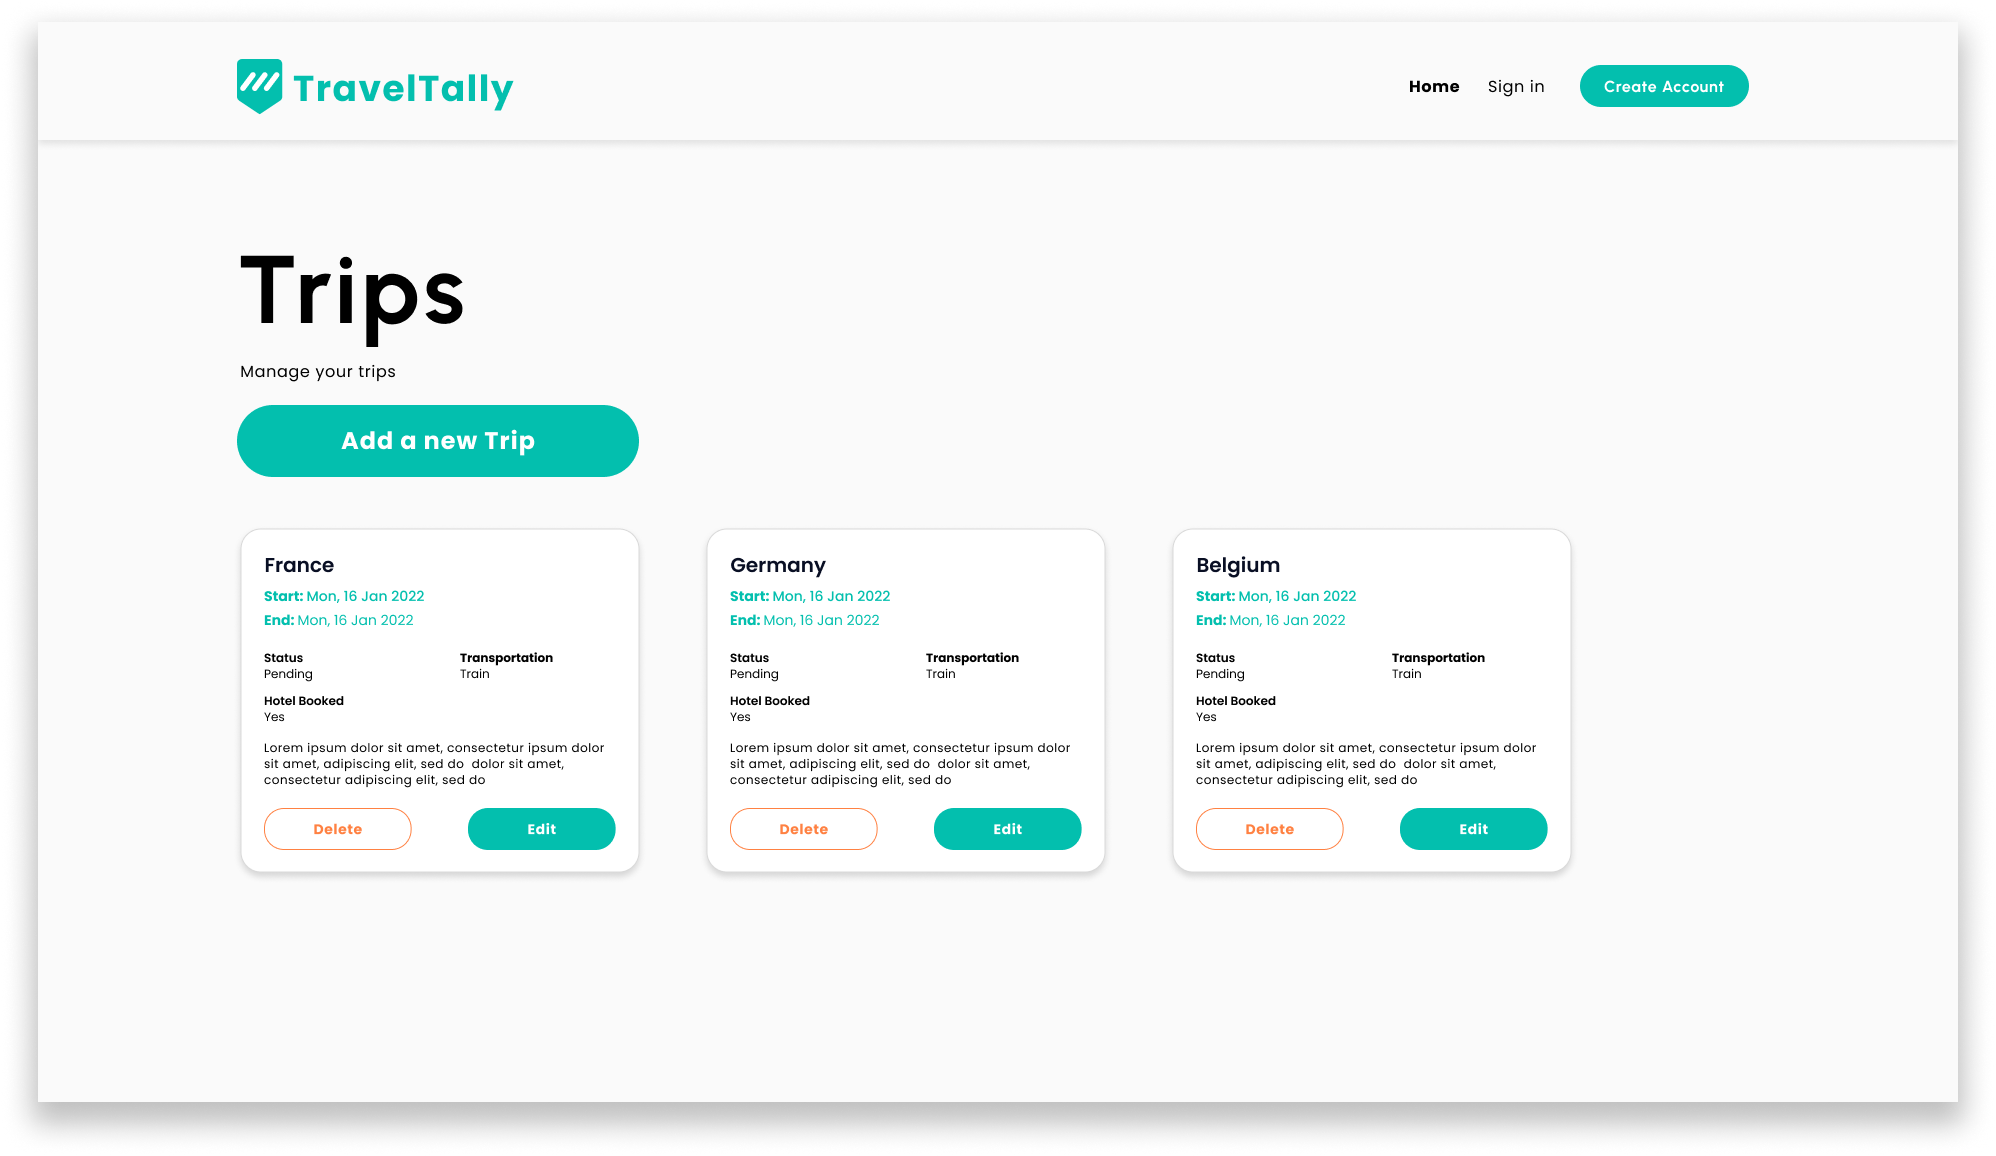 TravelTally
Home
Sign in
Create Account
Trips
Manage your trips
Add a new Trip
France
Start: Mon, 16 Jan 2022
End: Mon, 16 Jan 2022
Status
Transportation
Pending
Train
Hotel Booked
Yes
Lorem ipsum dolor sit amet, consectetur ipsum dolor
sit amet, adipiscing elit, sed do dolor sit amet,
consectetur adipiscing elit, sed do
Delete
Edit
Germany
Start: Mon, 16 Jan 2022
End: Mon, 16 Jan 2022
Status
Transportation
Pending
Train
Hotel Booked
Yes
Lorem ipsum dolor sit amet, consectetur ipsum dolor
sit amet, adipiscing elit, sed do dolor sit amet,
consectetur adipiscing elit, sed do
Delete
Edit
Belgium
Start: Mon, 16 Jan 2022
End: Mon, 16 Jan 2022
Status
Transportation
Pending
Train
Hotel Booked
Yes
Lorem ipsum dolor sit amet, consectetur ipsum dolor
sit amet, adipiscing elit, sed do dolor sit amet,
consectetur adipiscing elit, sed do
Delete
Edit